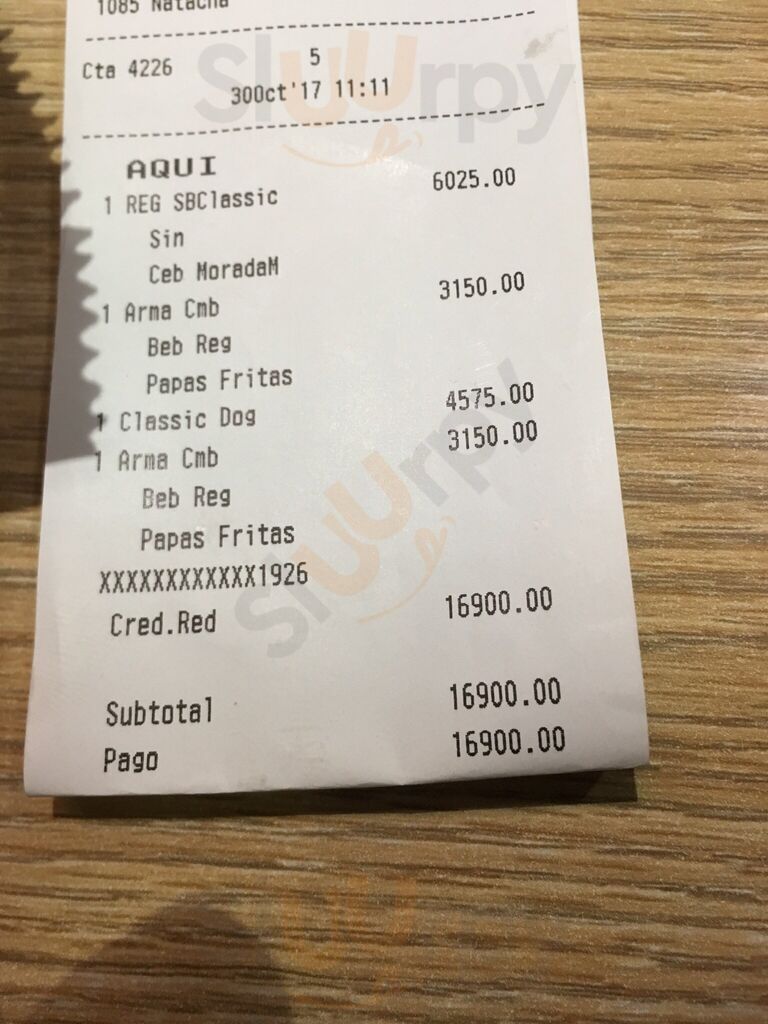 1085 Natacha
Cta 4226 5
30Oct'17 11:11
AQUI
1 REG SBClassic 6025.00
Sin
Ceb MoradaM
1 Arma Cmb 3150.00
Beb Reg
Papas Fritas
1 Classic Dog 4575.00
1 Arma Cmb 3150.00
Beb Reg
Papas Fritas
XXXXXXXXXXXX1926
Cred.Red 16900.00
Subtotal 16900.00
Pago 16900.00
Sluurpy
Sluurpy